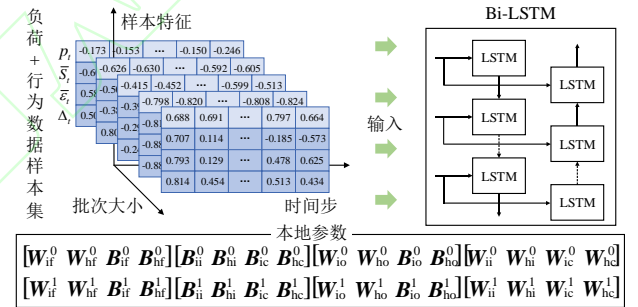 负荷+行为数据样本集
样本特征
Bi-LSTM
p_t -0.173 -0.153 ... -0.150 -0.246
S̄_t -0.626 -0.630 ... -0.592 -0.605
ε̄_t -0.415 -0.452 ... -0.599 -0.513
Δ_t -0.798 -0.820 ... -0.808 -0.824
0.688 0.691 ... 0.797 0.664
0.707 0.114 ... -0.185 -0.573
0.793 0.129 ... 0.478 0.625
0.814 0.454 ... 0.513 0.434
输入
LSTM
LSTM
LSTM
LSTM
LSTM
LSTM
批次大小
时间步
本地参数
[W_if^0 W_hf^0 B_if^0 B_hf^0][B_ii^0 B_hi^0 B_ic^0 B_hc^0][W_io^0 W_ho^0 B_io^0 B_ho^0][W_ii^0 W_hi^0 W_ic^0 W_hc^0]
[W_if^1 W_hf^1 B_if^1 B_hf^1][B_ii^1 B_hi^1 B_ic^1 B_hc^1][W_io^1 W_ho^1 B_io^1 B_ho^1][W_ii^1 W_hi^1 W_ic^1 W_hc^1]